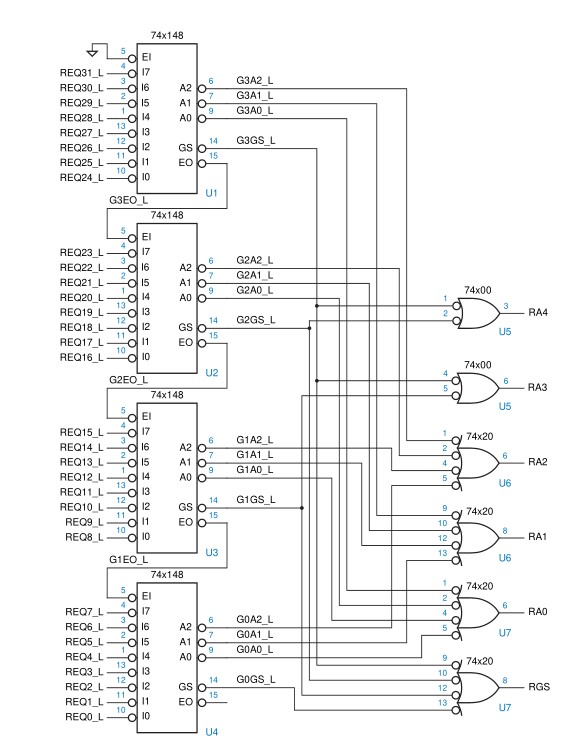 74x148
5 EI
REQ31_L 4 I7
REQ30_L 3 I6 A2 6 G3A2_L
REQ29_L 2 I5 A1 7 G3A1_L
REQ28_L 1 I4 A0 9 G3A0_L
REQ27_L 13 I3
REQ26_L 12 I2 GS 14 G3GS_L
REQ25_L 11 I1 EO 15
REQ24_L 10 I0
U1
G3EO_L
74x148
5 EI
REQ23_L 4 I7
REQ22_L 3 I6 A2 6 G2A2_L
REQ21_L 2 I5 A1 7 G2A1_L
REQ20_L 1 I4 A0 9 G2A0_L
REQ19_L 13 I3
REQ18_L 12 I2 GS 14 G2GS_L
REQ17_L 11 I1 EO 15
REQ16_L 10 I0
U2
G2EO_L
74x148
5 EI
REQ15_L 4 I7
REQ14_L 3 I6 A2 6 G1A2_L
REQ13_L 2 I5 A1 7 G1A1_L
REQ12_L 1 I4 A0 9 G1A0_L
REQ11_L 13 I3
REQ10_L 12 I2 GS 14 G1GS_L
REQ9_L 11 I1 EO 15
REQ8_L 10 I0
U3
G1EO_L
74x148
5 EI
REQ7_L 4 I7
REQ6_L 3 I6 A2 6 G0A2_L
REQ5_L 2 I5 A1 7 G0A1_L
REQ4_L 1 I4 A0 9 G0A0_L
REQ3_L 13 I3
REQ2_L 12 I2 GS 14 G0GS_L
REQ1_L 11 I1 EO 15
REQ0_L 10 I0
U4
74x00
1
2
3 RA4
U5
74x00
4
5
6 RA3
U5
74x20
1
2
4
5
6 RA2
U6
74x20
9
10
12
13
8 RA1
U6
74x20
1
2
4
5
6 RA0
U7
74x20
9
10
12
13
8 RGS
U7